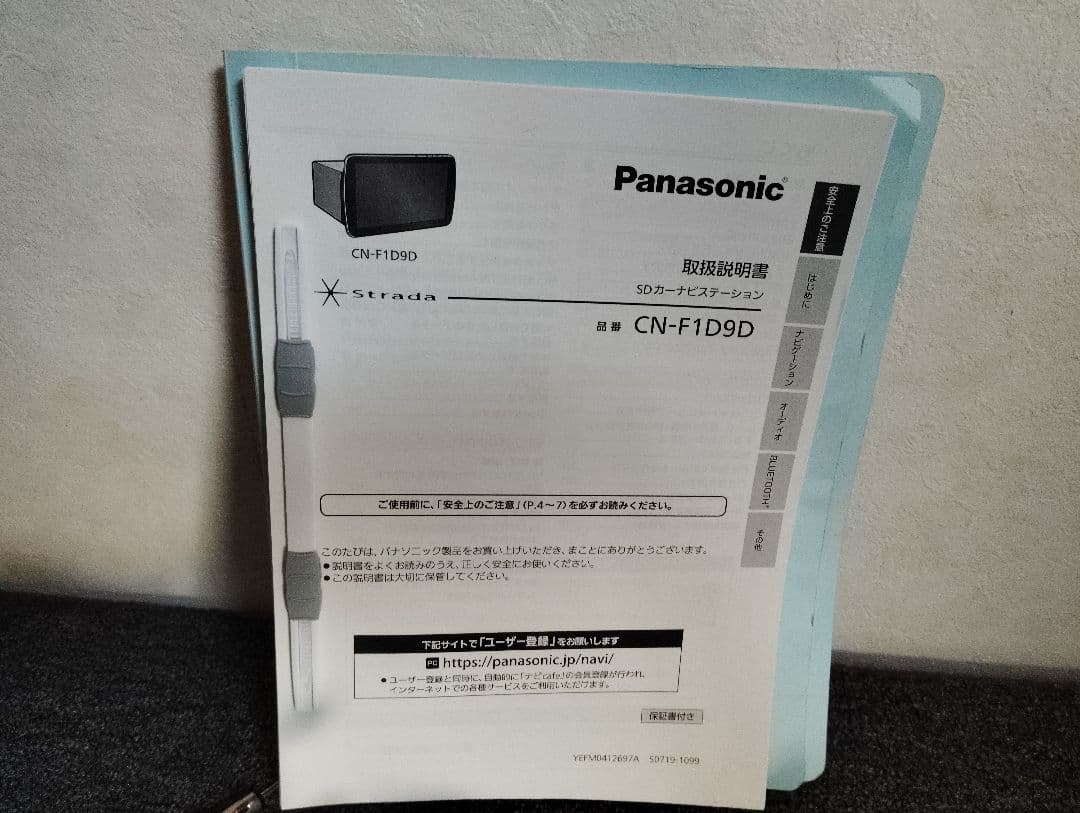 Panasonic®
CN-F1D9D
取扱説明書
SDカーナビステーション
Strada
品番 CN-F1D9D
安全上のご注意
はじめに
ナビゲーション
オーディオ
BLUETOOTH®
その他
ご使用前に、「安全上のご注意」(P.4～7)を必ずお読みください。
このたびは、パナソニック製品をお買い上げいただき、まことにありがとうございます。
●説明書をよくお読みのうえ、正しく安全にお使いください。
●この説明書は大切に保管してください。
下記サイトで「ユーザー登録」をお願いします
PC https://panasonic.jp/navi/
●ユーザー登録と同時に、自動的に「ナビcafe」の会員登録が行われ、
インターネットでの各種サービスをご利用いただけます。
保証書付き
YEFM0412697A S0719-1099